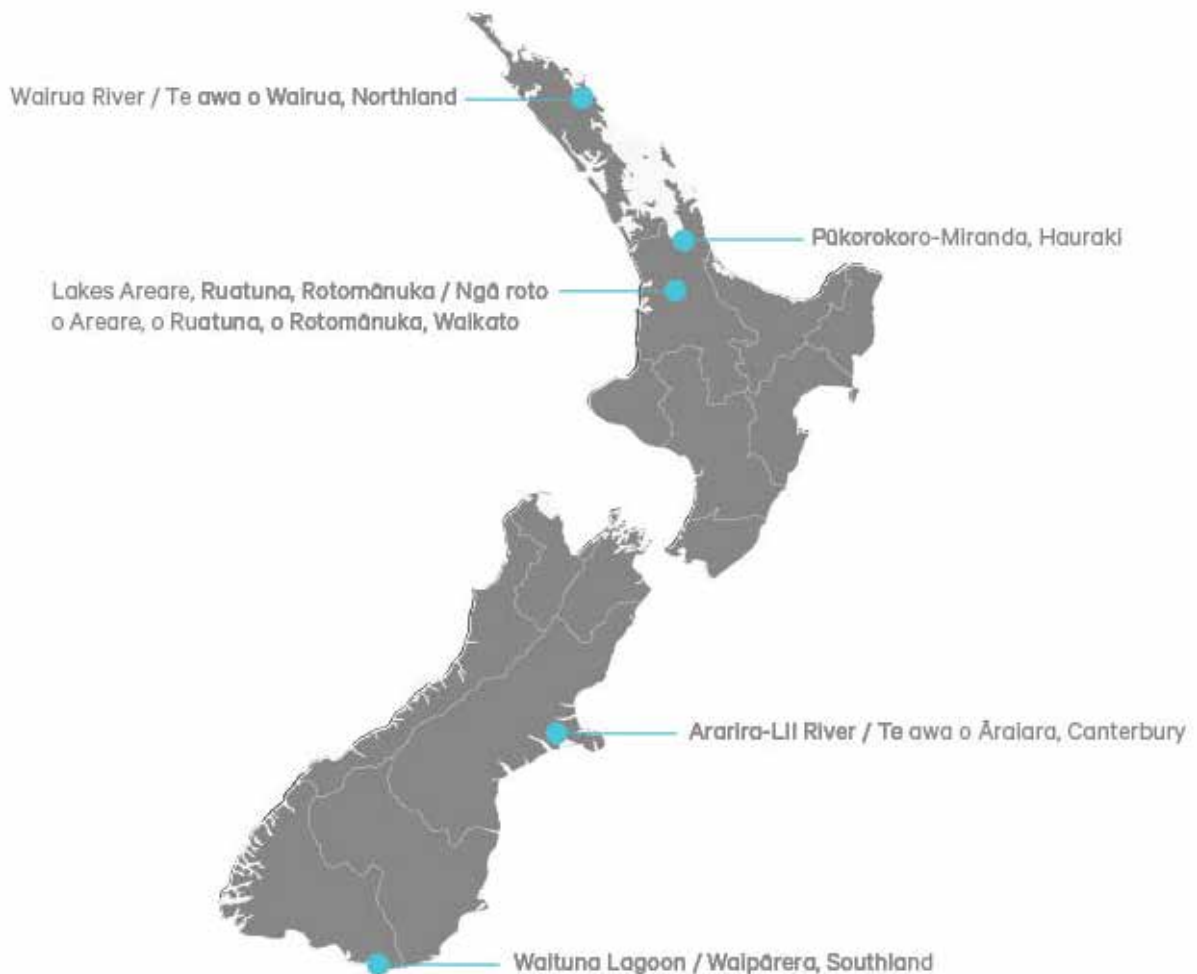 Wairua River / Te awa o Wairua, Northland
Pūkorokoro-Miranda, Hauraki
Lakes Areare, Ruatuna, Rotomānuka / Ngā roto
o Areare, o Ruatuna, o Rotomānuka, Waikato
Ararira-LII River / Te awa o Āraiara, Canterbury
Waituna Lagoon / Waipārera, Southland